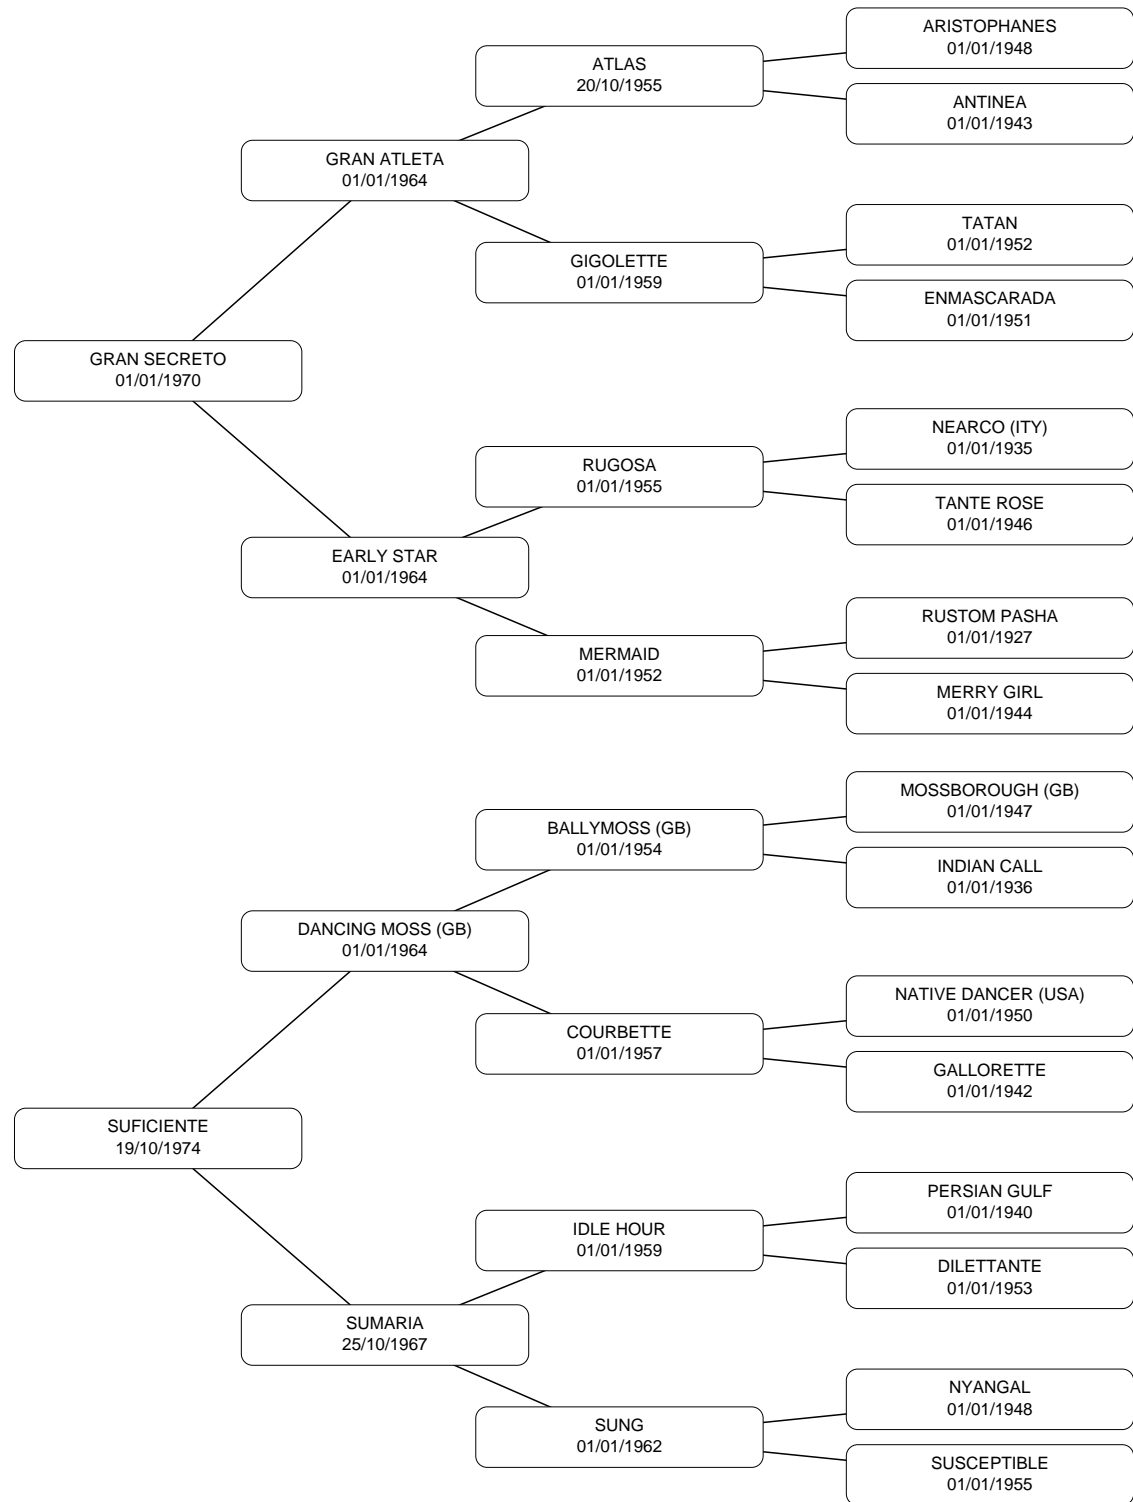 ARISTOPHANES
01/01/1948
ATLAS
20/10/1955
ANTINEA
01/01/1943
GRAN ATLETA
01/01/1964
TATAN
01/01/1952
GIGOLETTE
01/01/1959
ENMASCARADA
01/01/1951
GRAN SECRETO
01/01/1970
NEARCO (ITY)
01/01/1935
RUGOSA
01/01/1955
TANTE ROSE
01/01/1946
EARLY STAR
01/01/1964
RUSTOM PASHA
01/01/1927
MERMAID
01/01/1952
MERRY GIRL
01/01/1944
MOSSBOROUGH (GB)
01/01/1947
BALLYMOSS (GB)
01/01/1954
INDIAN CALL
01/01/1936
DANCING MOSS (GB)
01/01/1964
NATIVE DANCER (USA)
01/01/1950
COURBETTE
01/01/1957
GALLORETTE
01/01/1942
SUFICIENTE
19/10/1974
PERSIAN GULF
01/01/1940
IDLE HOUR
01/01/1959
DILETTANTE
01/01/1953
SUMARIA
25/10/1967
NYANGAL
01/01/1948
SUNG
01/01/1962
SUSCEPTIBLE
01/01/1955